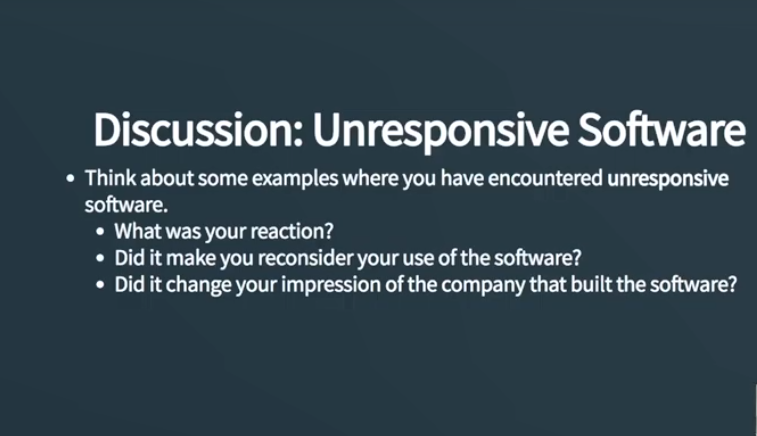 Discussion: Unresponsive Software
• Think about some examples where you have encountered unresponsive
software.
• What was your reaction?
• Did it make you reconsider your use of the software?
• Did it change your impression of the company that built the software?